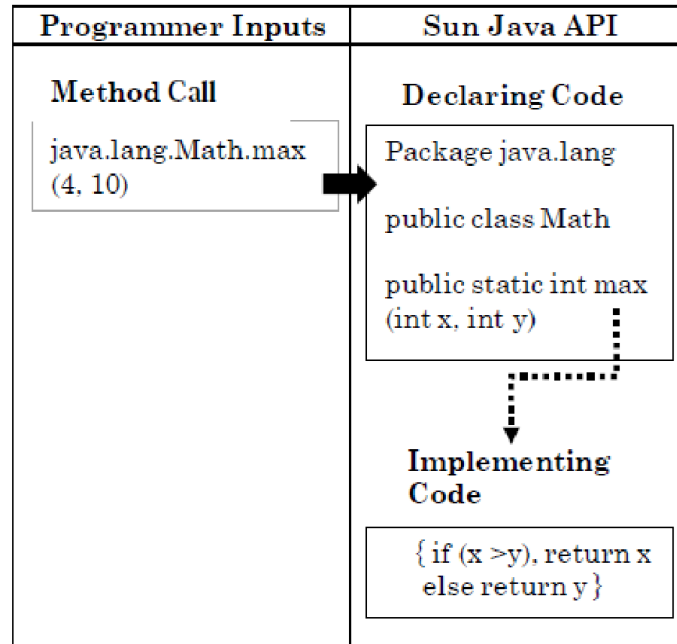 Programmer Inputs
Sun Java API
Method Call
java.lang.Math.max
(4, 10)
Declaring Code
Package java.lang
public class Math
public static int max
(int x, int y)
Implementing
Code
{ if (x >y), return x
else return y }